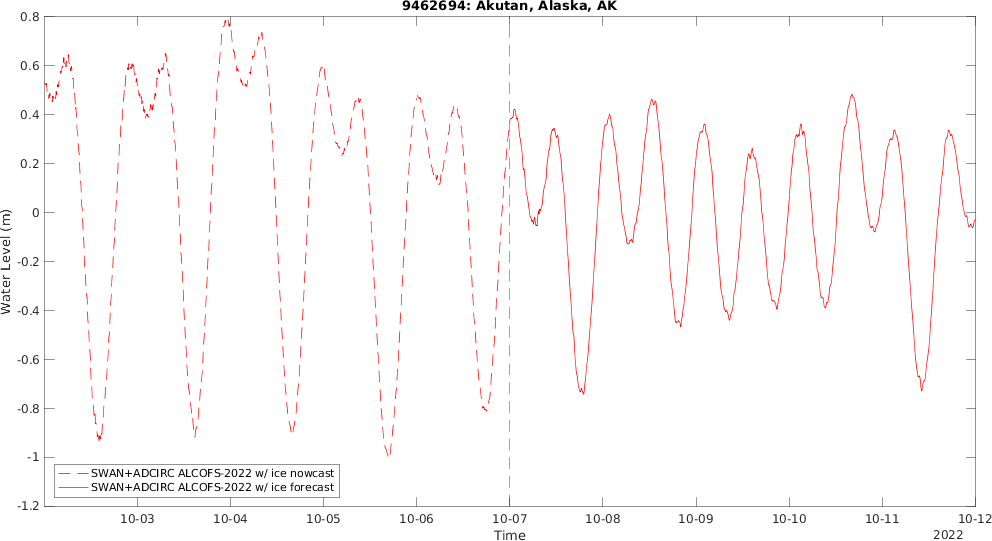 9462694: Akutan, Alaska, AK
Water Level (m)
0.8
0.6
0.4
0.2
0
-0.2
-0.4
-0.6
-0.8
-1
-1.2
SWAN+ADCIRC ALCOFS-2022 w/ ice nowcast
SWAN+ADCIRC ALCOFS-2022 w/ ice forecast
10-03 10-04 10-05 10-06 10-07 10-08 10-09 10-10 10-11 10-12
Time
2022